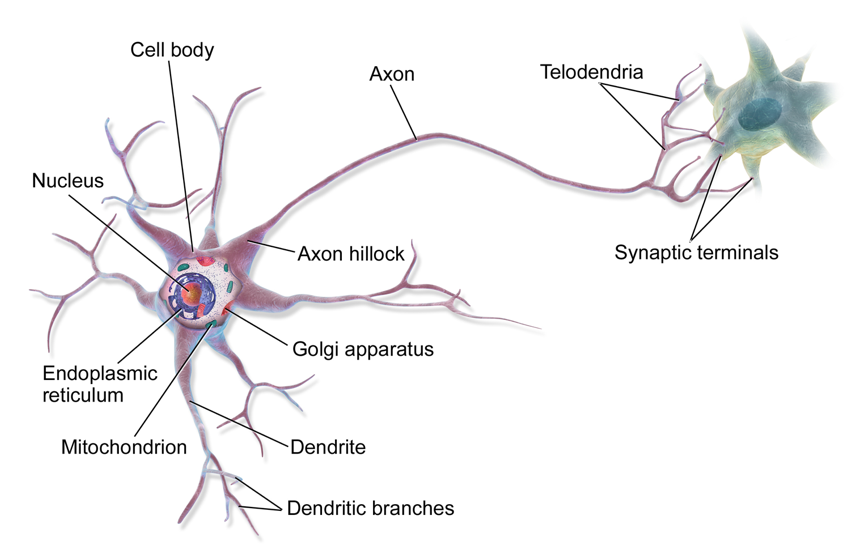 Cell body
Axon
Telodendria
Nucleus
Axon hillock
Synaptic terminals
Golgi apparatus
Endoplasmic
reticulum
Mitochondrion
Dendrite
Dendritic branches